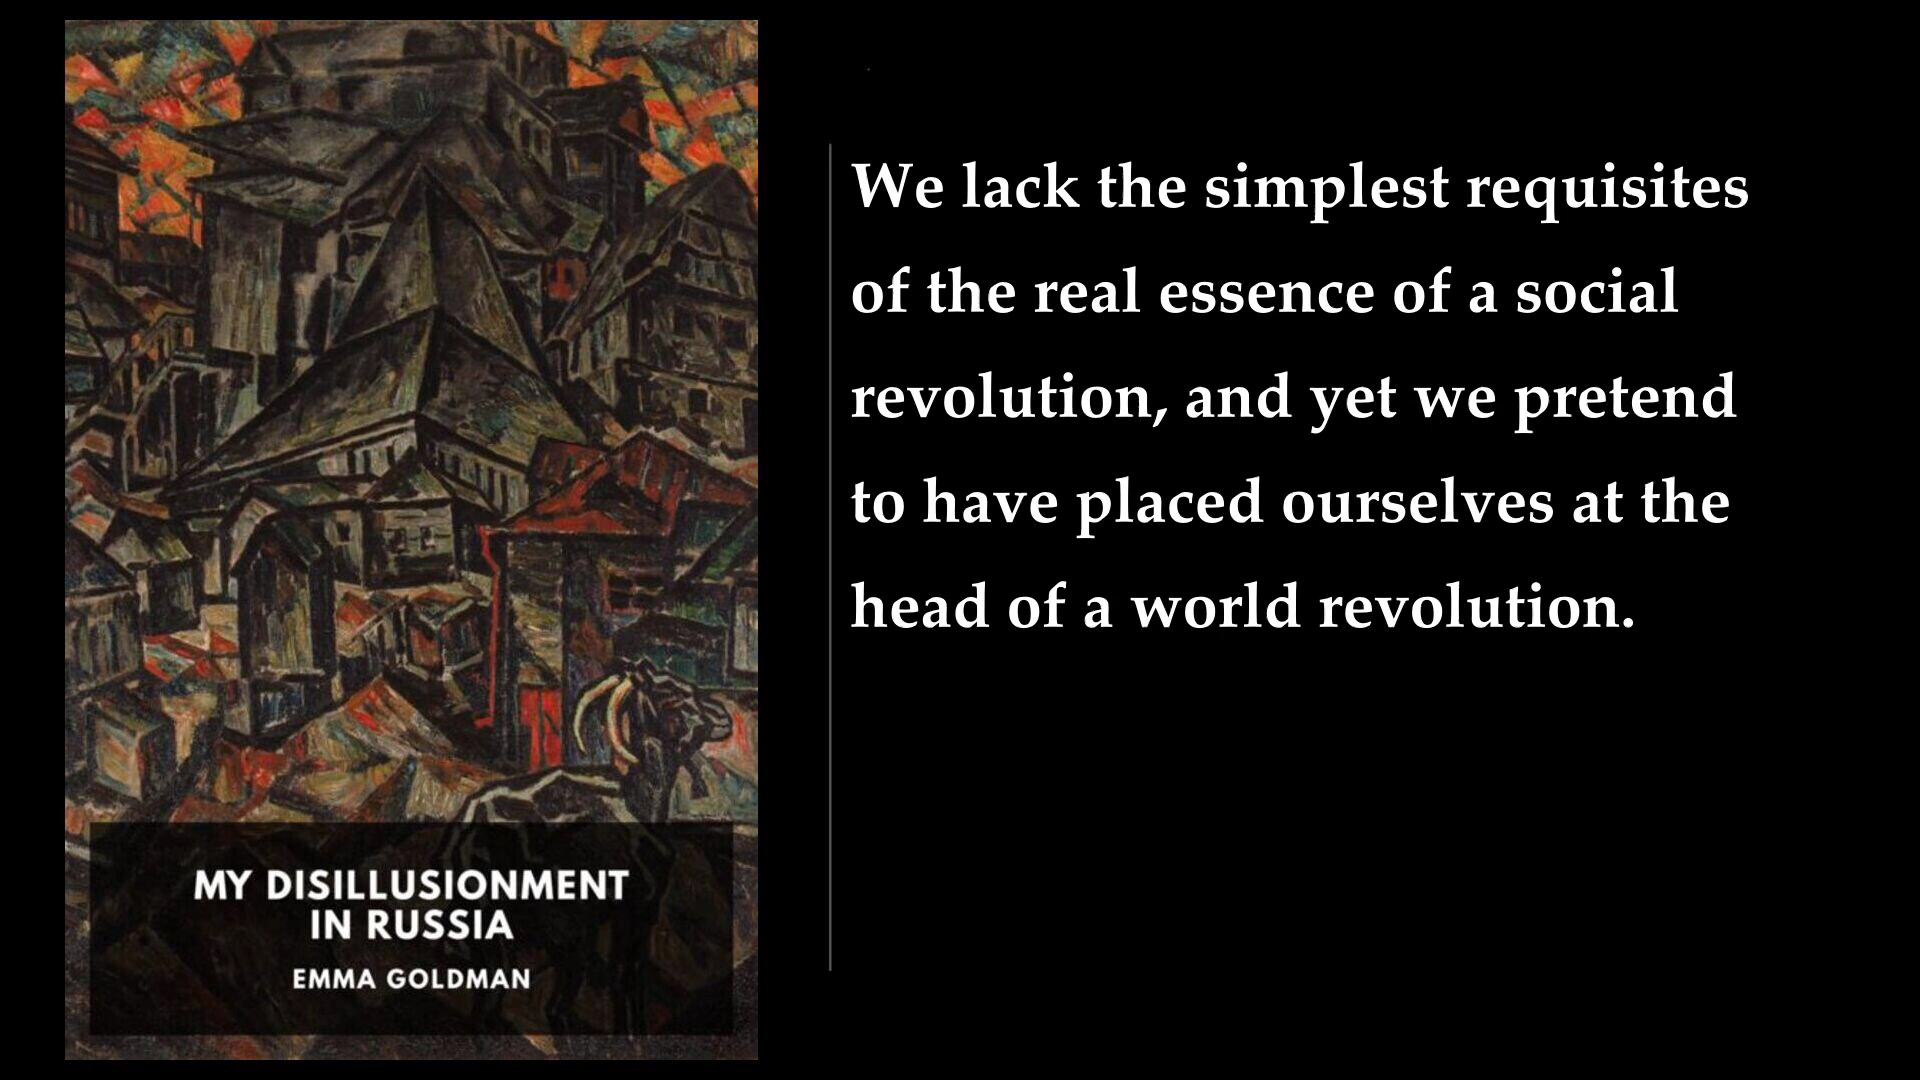 We lack the simplest requisites
of the real essence of a social
revolution, and yet we pretend
to have placed ourselves at the
head of a world revolution.
MY DISILLUSIONMENT
IN RUSSIA
EMMA GOLDMAN